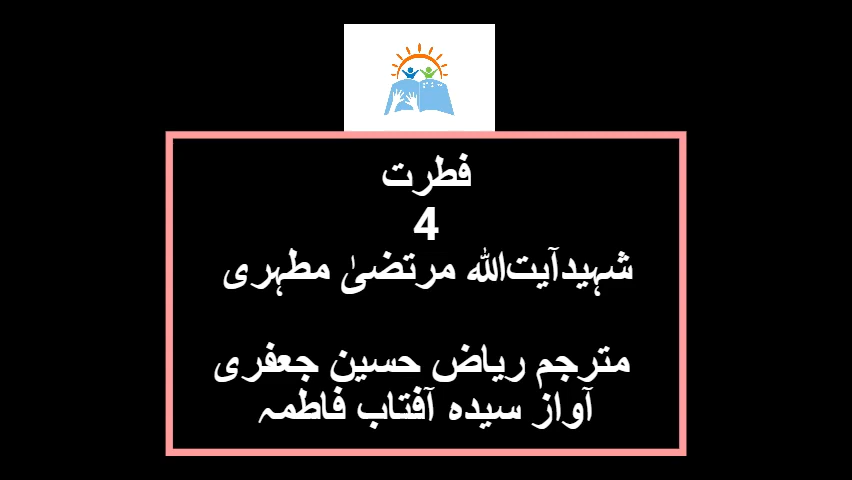 فطرت
4
شہیدآیت‌اللہ مرتضیٰ مطہری
مترجم ریاض حسین جعفری
آواز سیدہ آفتاب فاطمہ